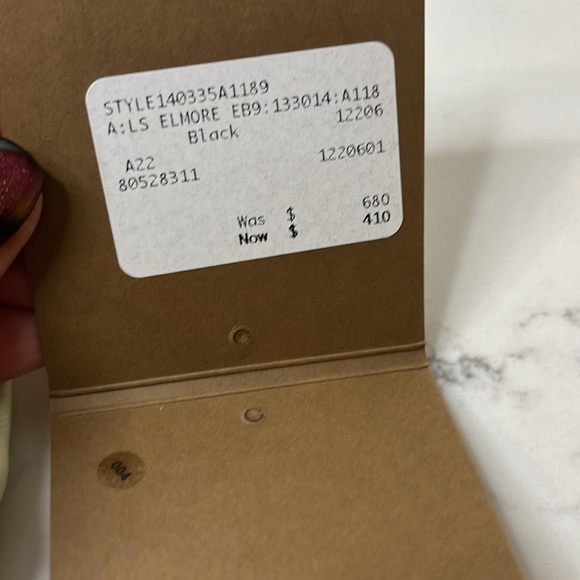 STYLE140335A1189
A:LS ELMORE EB9:133014:A118
Black 12206
A22 1220601
80528311
Was $ 680
Now $ 410
004